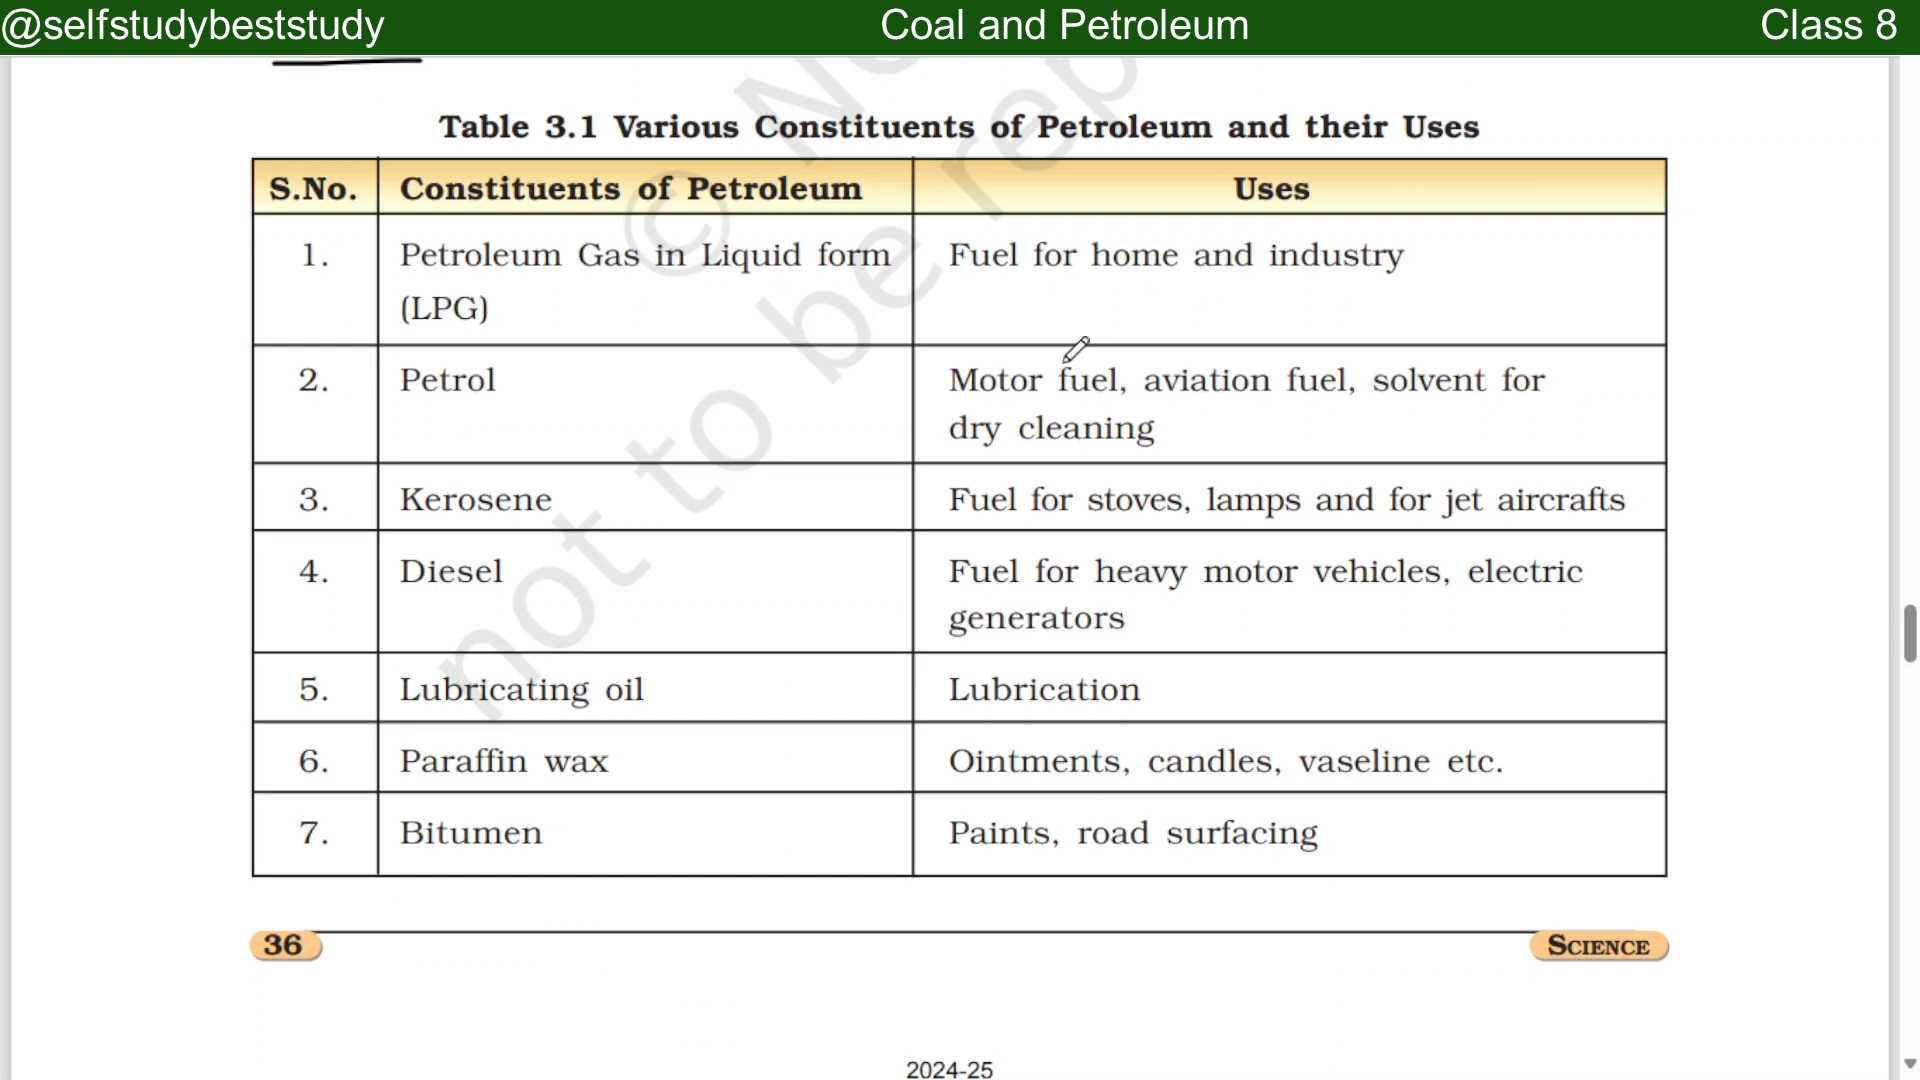 @selfstudybeststudy Coal and Petroleum Class 8
Table 3.1 Various Constituents of Petroleum and their Uses
S.No. Constituents of Petroleum Uses
1. Petroleum Gas in Liquid form Fuel for home and industry
(LPG)
2. Petrol Motor fuel, aviation fuel, solvent for
dry cleaning
3. Kerosene Fuel for stoves, lamps and for jet aircrafts
4. Diesel Fuel for heavy motor vehicles, electric
generators
5. Lubricating oil Lubrication
6. Paraffin wax Ointments, candles, vaseline etc.
7. Bitumen Paints, road surfacing
© 
not to be
36 SCIENCE
2024-25